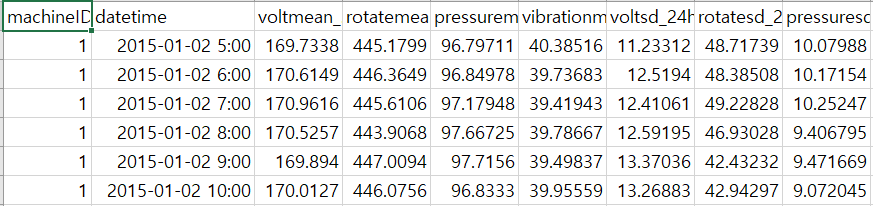 machineID datetime voltmean_ rotatemea pressurem vibrationm voltsd_24h rotatesd_2 pressuresc
1 2015-01-02 5:00 169.7338 445.1799 96.79711 40.38516 11.23312 48.71739 10.07988
1 2015-01-02 6:00 170.6149 446.3649 96.84978 39.73683 12.5194 48.38508 10.17154
1 2015-01-02 7:00 170.9616 445.6106 97.17948 39.41943 12.41061 49.22828 10.25247
1 2015-01-02 8:00 170.5257 443.9068 97.66725 39.78667 12.59195 46.93028 9.406795
1 2015-01-02 9:00 169.894 447.0094 97.7156 39.49837 13.37036 42.43232 9.471669
1 2015-01-02 10:00 170.0127 446.0756 96.8333 39.95559 13.26883 42.94297 9.072045